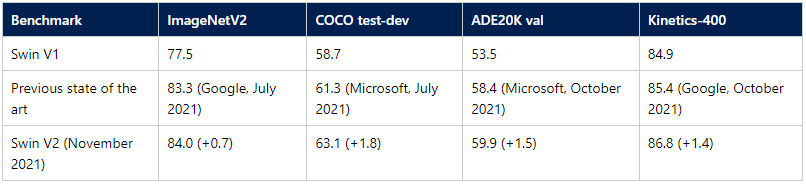 Benchmark ImageNetV2 COCO test-dev ADE20K val Kinetics-400
Swin V1 77.5 58.7 53.5 84.9
Previous state of the art 83.3 (Google, July 2021) 61.3 (Microsoft, July 2021) 58.4 (Microsoft, October 2021) 85.4 (Google, October 2021)
Swin V2 (November 2021) 84.0 (+0.7) 63.1 (+1.8) 59.9 (+1.5) 86.8 (+1.4)